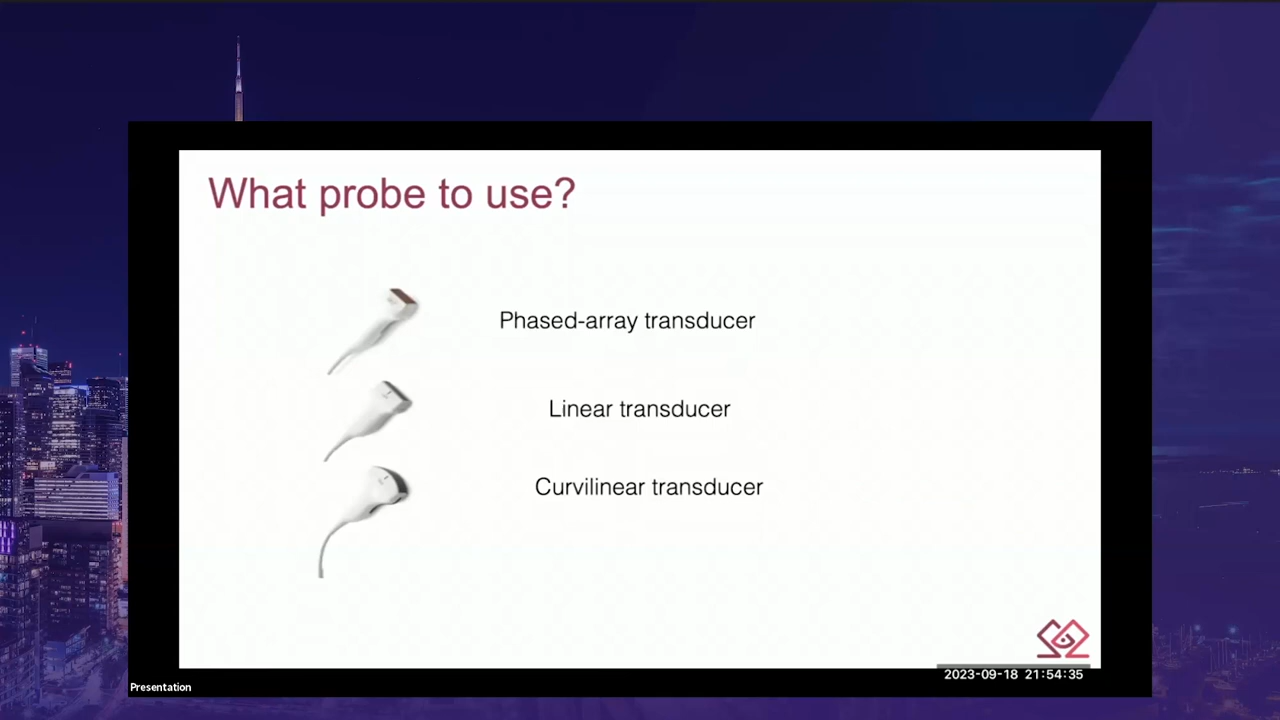 What probe to use?
Phased-array transducer
Linear transducer
Curvilinear transducer
2023-09-18 21:54:35
Presentation